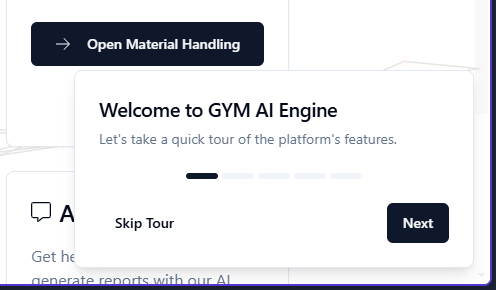 Open Material Handling
Welcome to GYM AI Engine
Let's take a quick tour of the platform's features.
Skip Tour
Next
A
Get he
generate reports with our AI